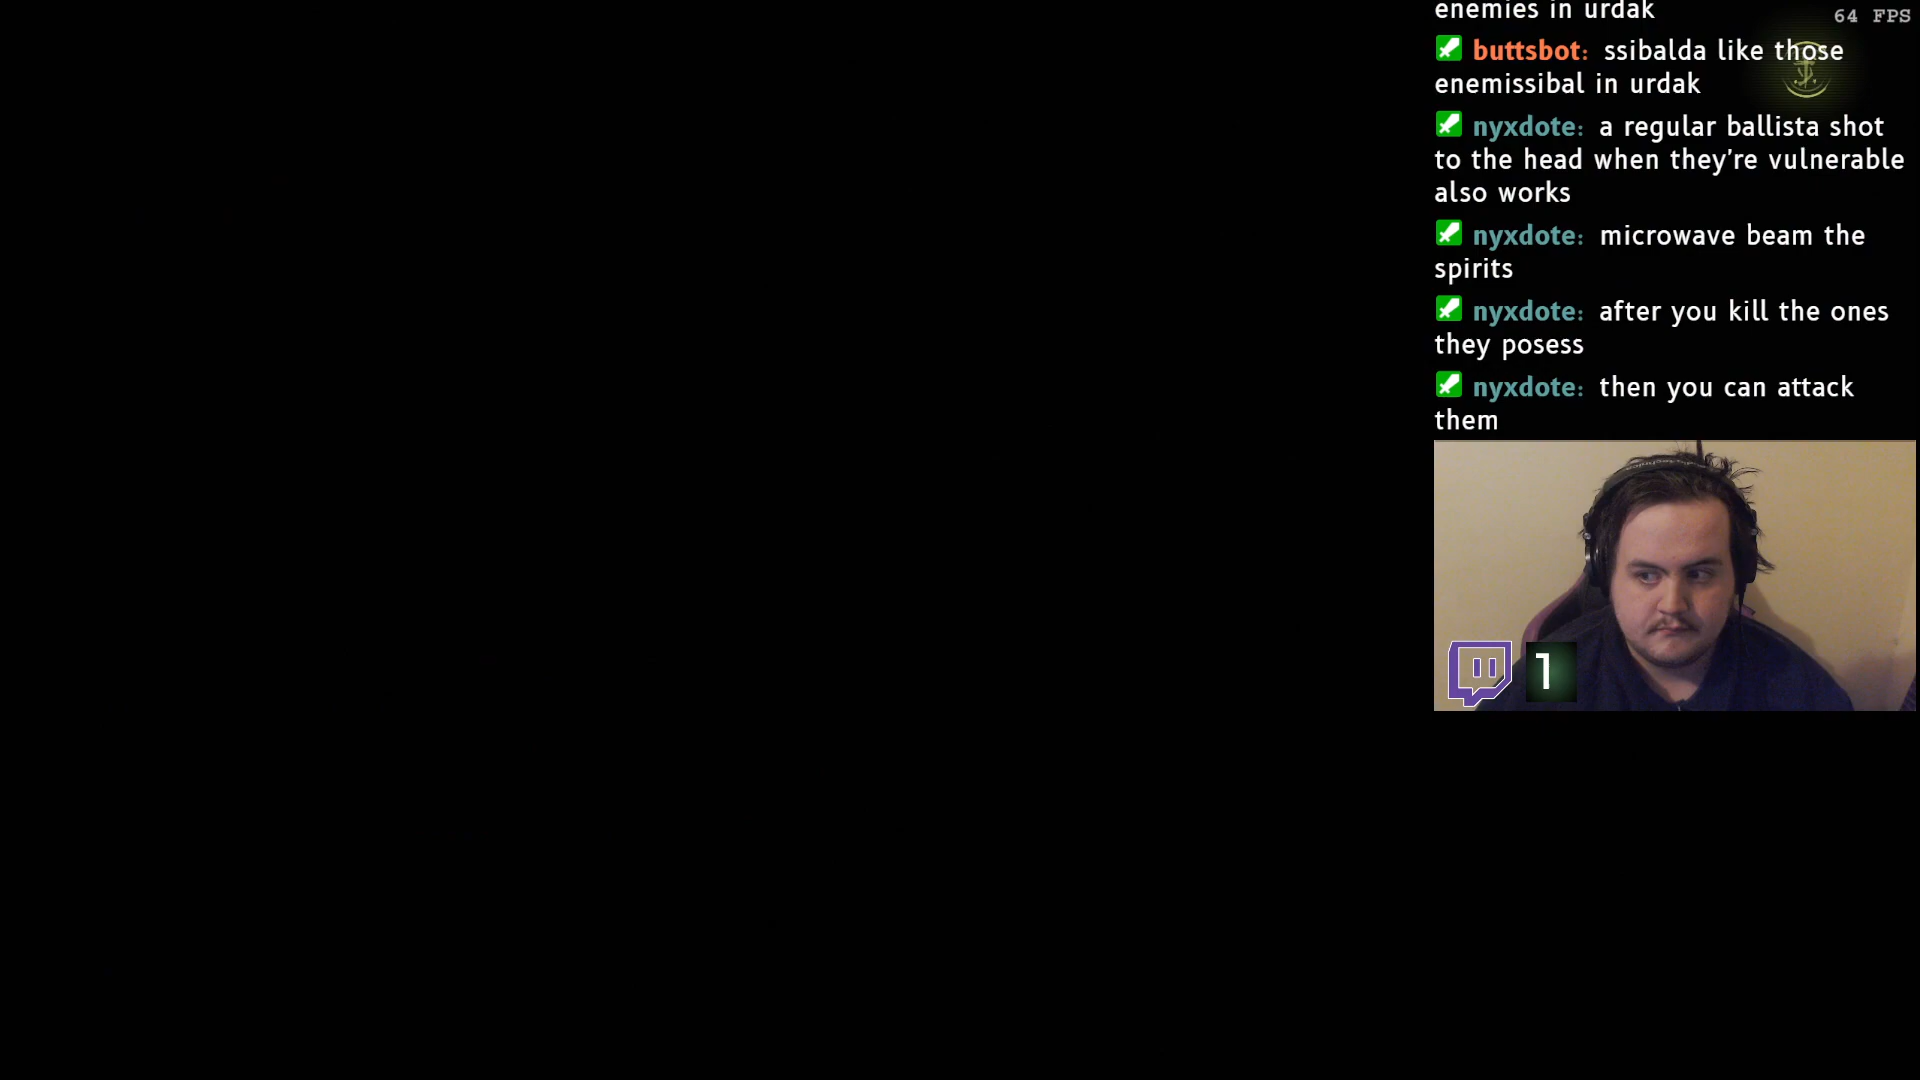 enemies in urdak
64 FPS
buttsbot: ssibalda like those
enemissibal in urdak
nyxdote: a regular ballista shot
to the head when they're vulnerable
also works
nyxdote: microwave beam the
spirits
nyxdote: after you kill the ones
they posess
nyxdote: then you can attack
them
1